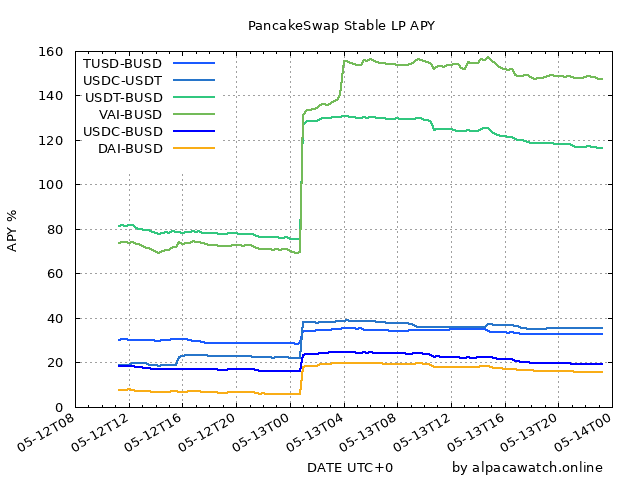 PancakeSwap Stable LP APY
160
140
120
100
80
60
40
20
0
APY %
TUSD-BUSD
USDC-USDT
USDT-BUSD
VAI-BUSD
USDC-BUSD
DAI-BUSD
05-12T08
05-12T12
05-12T16
05-12T20
05-13T00
05-13T04
05-13T08
05-13T12
05-13T16
05-13T20
05-14T00
DATE UTC+0
by alpacawatch.online